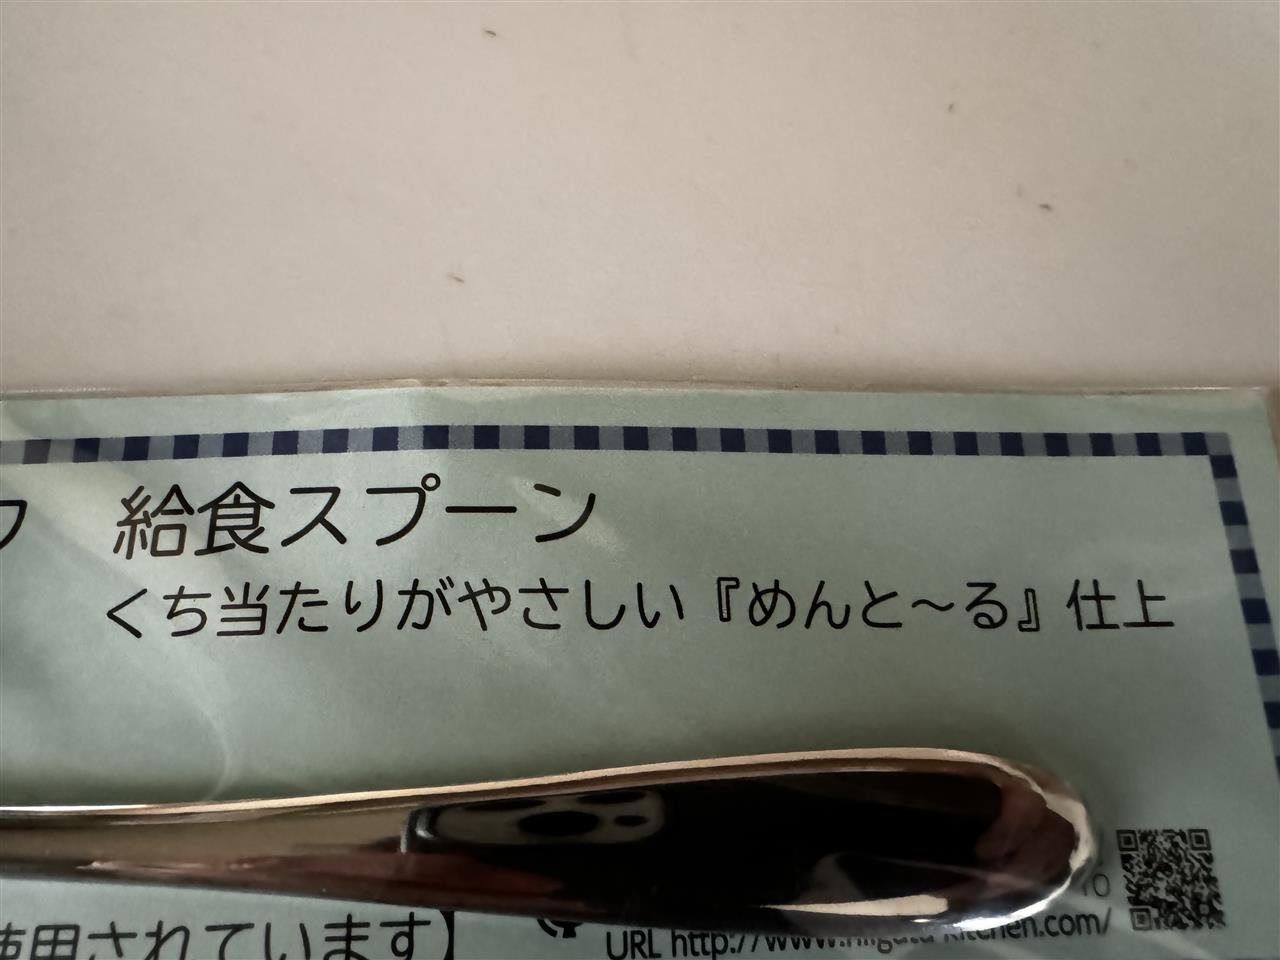 給食スプーン
くち当たりがやさしい『めんと～る』仕上
使用されています】
URL http://www.niigata-kitchen.com/